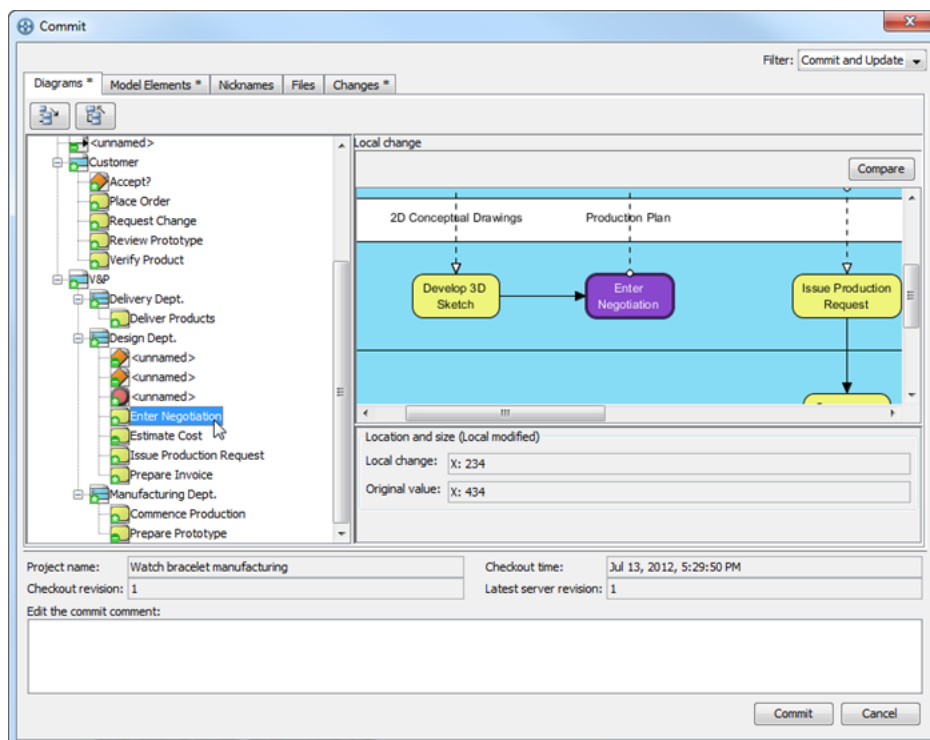 Commit
Filter: Commit and Update
Diagrams * Model Elements * Nicknames Files Changes *
<unnamed>
Customer
Accept?
Place Order
Request Change
Review Prototype
Verify Product
V&P
Delivery Dept.
Deliver Products
Design Dept.
<unnamed>
<unnamed>
<unnamed>
Enter Negotiation
Estimate Cost
Issue Production Request
Prepare Invoice
Manufacturing Dept.
Commence Production
Prepare Prototype
Local change
Compare
2D Conceptual Drawings Production Plan
Develop 3D
Sketch
Enter
Negotiation
Issue Production
Request
Location and size (Local modified)
Local change: X: 234
Original value: X: 434
Project name: Watch bracelet manufacturing Checkout time: Jul 13, 2012, 5:29:50 PM
Checkout revision: 1 Latest server revision: 1
Edit the commit comment:
Commit Cancel